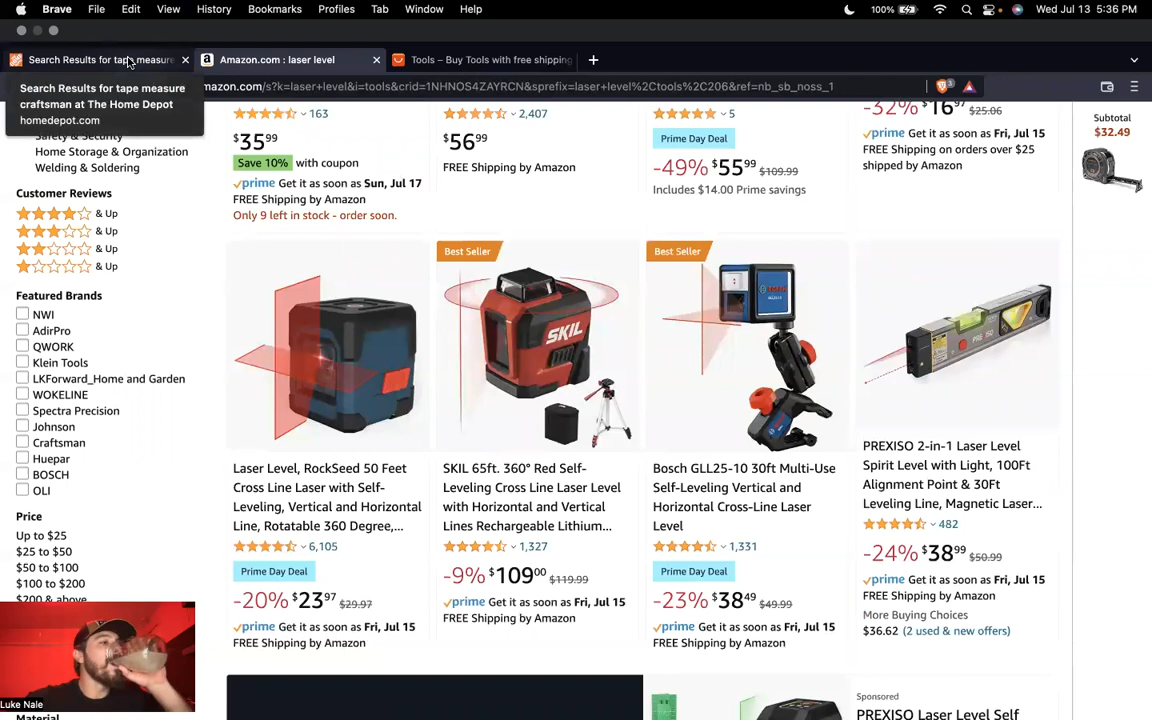 Brave File Edit View History Bookmarks Profiles Tab Window Help
100% Wed Jul 13 5:36 PM
Search Results for tape measure
Amazon.com : laser level
Tools – Buy Tools with free shipping
mazon.com/s?k=laser+level&i=tools&crid=1NHNOS4ZAYRCN&sprefix=laser+level%2Ctools%2C206&ref=nb_sb_noss_1
3
Search Results for tape measure
craftsman at The Home Depot
homedepot.com
Safety & Security
Home Storage & Organization
Welding & Soldering
Customer Reviews
& Up
& Up
& Up
& Up
Featured Brands
NWI
AdirPro
QWORK
Klein Tools
LKForward_Home and Garden
WOKELINE
Spectra Precision
Johnson
Craftsman
Huepar
BOSCH
OLI
Price
Up to $25
$25 to $50
$50 to $100
$100 to $200
$200 & above
Luke Nale
Material
163
$35 99
Save 10% with coupon
prime Get it as soon as Sun, Jul 17
FREE Shipping by Amazon
Only 9 left in stock - order soon.
2,407
$56 99
FREE Shipping by Amazon
5
Prime Day Deal
-49% $55 99 $109.99
Includes $14.00 Prime savings
-32% $16 97 $25.06
prime Get it as soon as Fri, Jul 15
FREE Shipping on orders over $25
shipped by Amazon
Subtotal
$32.49
Laser Level, RockSeed 50 Feet
Cross Line Laser with Self-
Leveling, Vertical and Horizontal
Line, Rotatable 360 Degree,...
6,105
Prime Day Deal
-20% $23 97 $29.97
prime Get it as soon as Fri, Jul 15
FREE Shipping by Amazon
Best Seller
SKIL
SKIL 65ft. 360° Red Self-
Leveling Cross Line Laser Level
with Horizontal and Vertical
Lines Rechargeable Lithium...
1,327
-9% $109 00 $119.99
prime Get it as soon as Fri, Jul 15
FREE Shipping by Amazon
Best Seller
Bosch GLL25-10 30ft Multi-Use
Self-Leveling Vertical and
Horizontal Cross-Line Laser
Level
1,331
Prime Day Deal
-23% $38 49 $49.99
prime Get it as soon as Fri, Jul 15
FREE Shipping by Amazon
PREXISO 2-in-1 Laser Level
Spirit Level with Light, 100Ft
Alignment Point & 30Ft
Leveling Line, Magnetic Laser...
482
-24% $38 99 $50.99
prime Get it as soon as Fri, Jul 15
FREE Shipping by Amazon
More Buying Choices
$36.62 (2 used & new offers)
Sponsored
PREXISO Laser Level Self